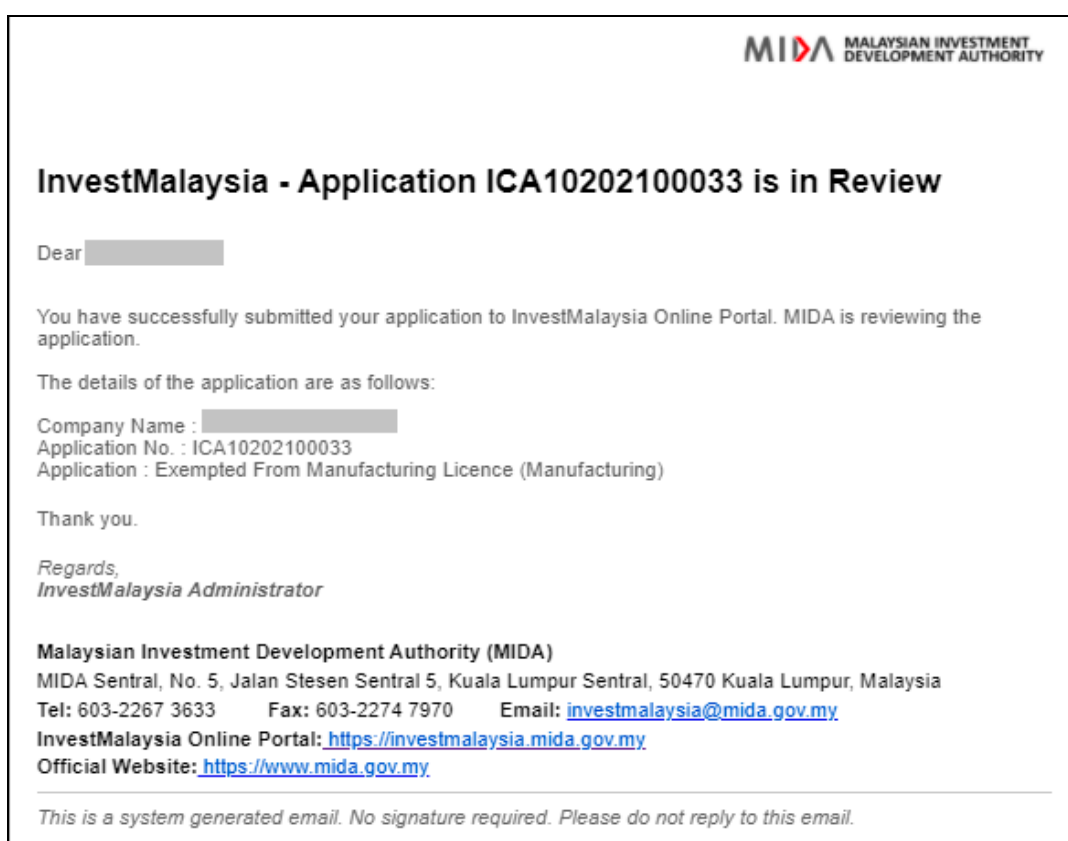 MIDA MALAYSIAN INVESTMENT
DEVELOPMENT AUTHORITY
InvestMalaysia - Application ICA10202100033 is in Review
Dear
You have successfully submitted your application to InvestMalaysia Online Portal. MIDA is reviewing the
application.
The details of the application are as follows:
Company Name :
Application No. : ICA10202100033
Application : Exempted From Manufacturing Licence (Manufacturing)
Thank you.
Regards,
InvestMalaysia Administrator
Malaysian Investment Development Authority (MIDA)
MIDA Sentral, No. 5, Jalan Stesen Sentral 5, Kuala Lumpur Sentral, 50470 Kuala Lumpur, Malaysia
Tel: 603-2267 3633 Fax: 603-2274 7970 Email: investmalaysia@mida.gov.my
InvestMalaysia Online Portal: https://investmalaysia.mida.gov.my
Official Website: https://www.mida.gov.my
This is a system generated email. No signature required. Please do not reply to this email.